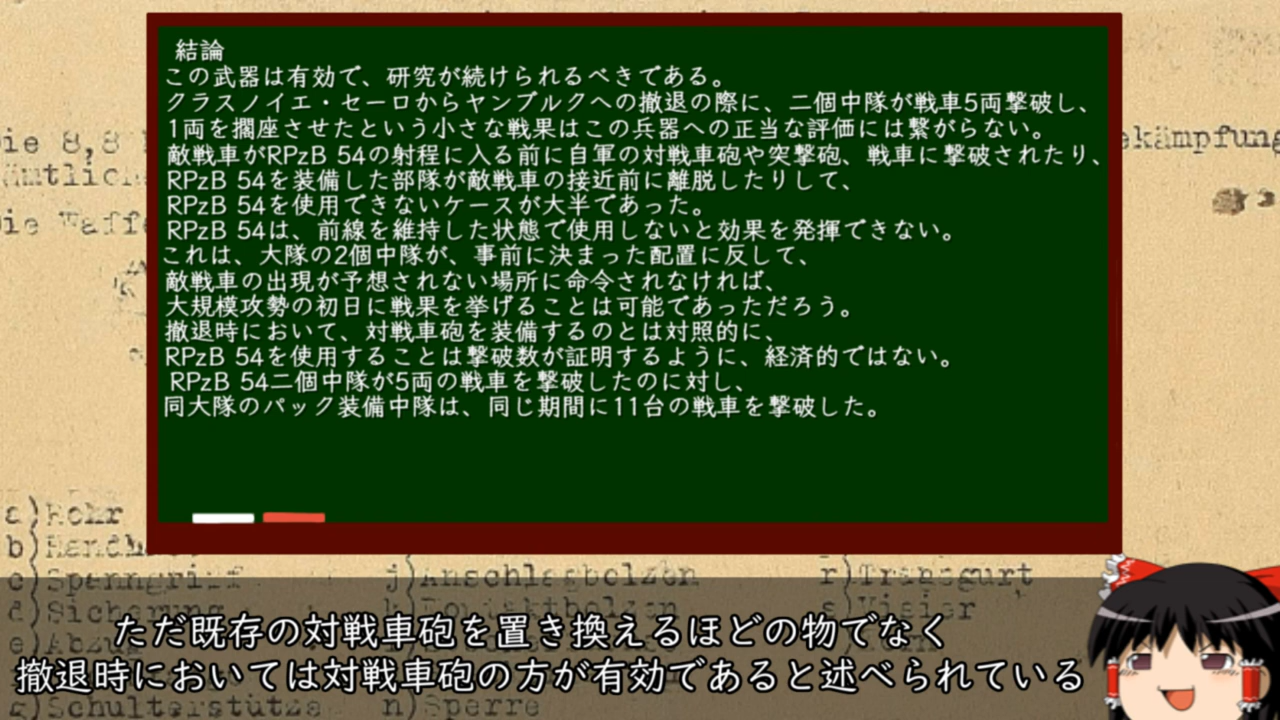 結論
この武器は有効で、研究が続けられるべきである。
クラスノイエ・セーロからヤンブルクへの撤退の際に、二個中隊が戦車5両撃破し、
1両を擱座させたという小さな戦果はこの兵器への正当な評価には繋がらない。
敵戦車がRPzB 54の射程に入る前に自軍の対戦車砲や突撃砲、戦車に撃破されたり、
RPzB 54を装備した部隊が敵戦車の接近前に離脱したりして、
RPzB 54を使用できないケースが大半であった。
RPzB 54は、前線を維持した状態で使用しないと効果を発揮できない。
これは、大隊の2個中隊が、事前に決まった配置に反して、
敵戦車の出現が予想されない場所に命令されなければ、
大規模攻勢の初日に戦果を挙げることは可能であっただろう。
撤退時において、対戦車砲を装備するのとは対照的に、
RPzB 54を使用することは撃破数が証明するように、経済的ではない。
RPzB 54二個中隊が5両の戦車を撃破したのに対し、
同大隊のパック装備中隊は、同じ期間に11台の戦車を撃破した。
ie 8,8
ekämpfung
ie Waffe
a)Rohr
b)Handh
c)Spanngriff j)Anschlagbolzen r)Tragegurt
d)Sicherung k)Kontaktbolzen s)Visier
e)Abzug
g)Schulterstütze n)Sperre
ただ既存の対戦車砲を置き換えるほどの物でなく
撤退時においては対戦車砲の方が有効であると述べられている